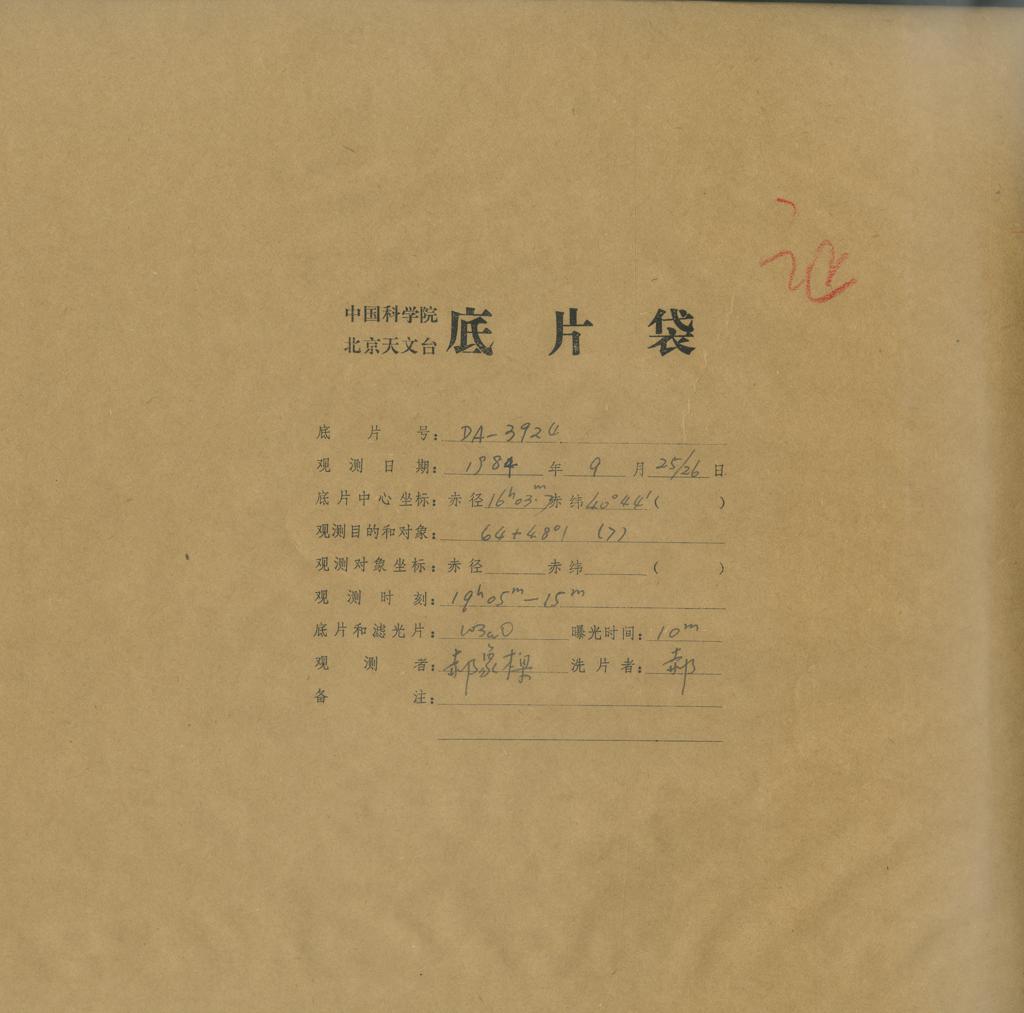 中国科学院
北京天文台
底片袋
底片号: DA-3924
观测日期: 1984 年 9 月 25/26 日
底片中心坐标: 赤径 16ʰ03.ᵐ7 赤纬 40°44′ ( )
观测目的和对象: 64+48°1 (7)
观测对象坐标: 赤径 赤纬 ( )
观测时刻: 19ʰ05ᵐ—15ᵐ
底片和滤光片: 103aO 曝光时间: 10ᵐ
观测者: 郝象樑 洗片者: 郝
备注: